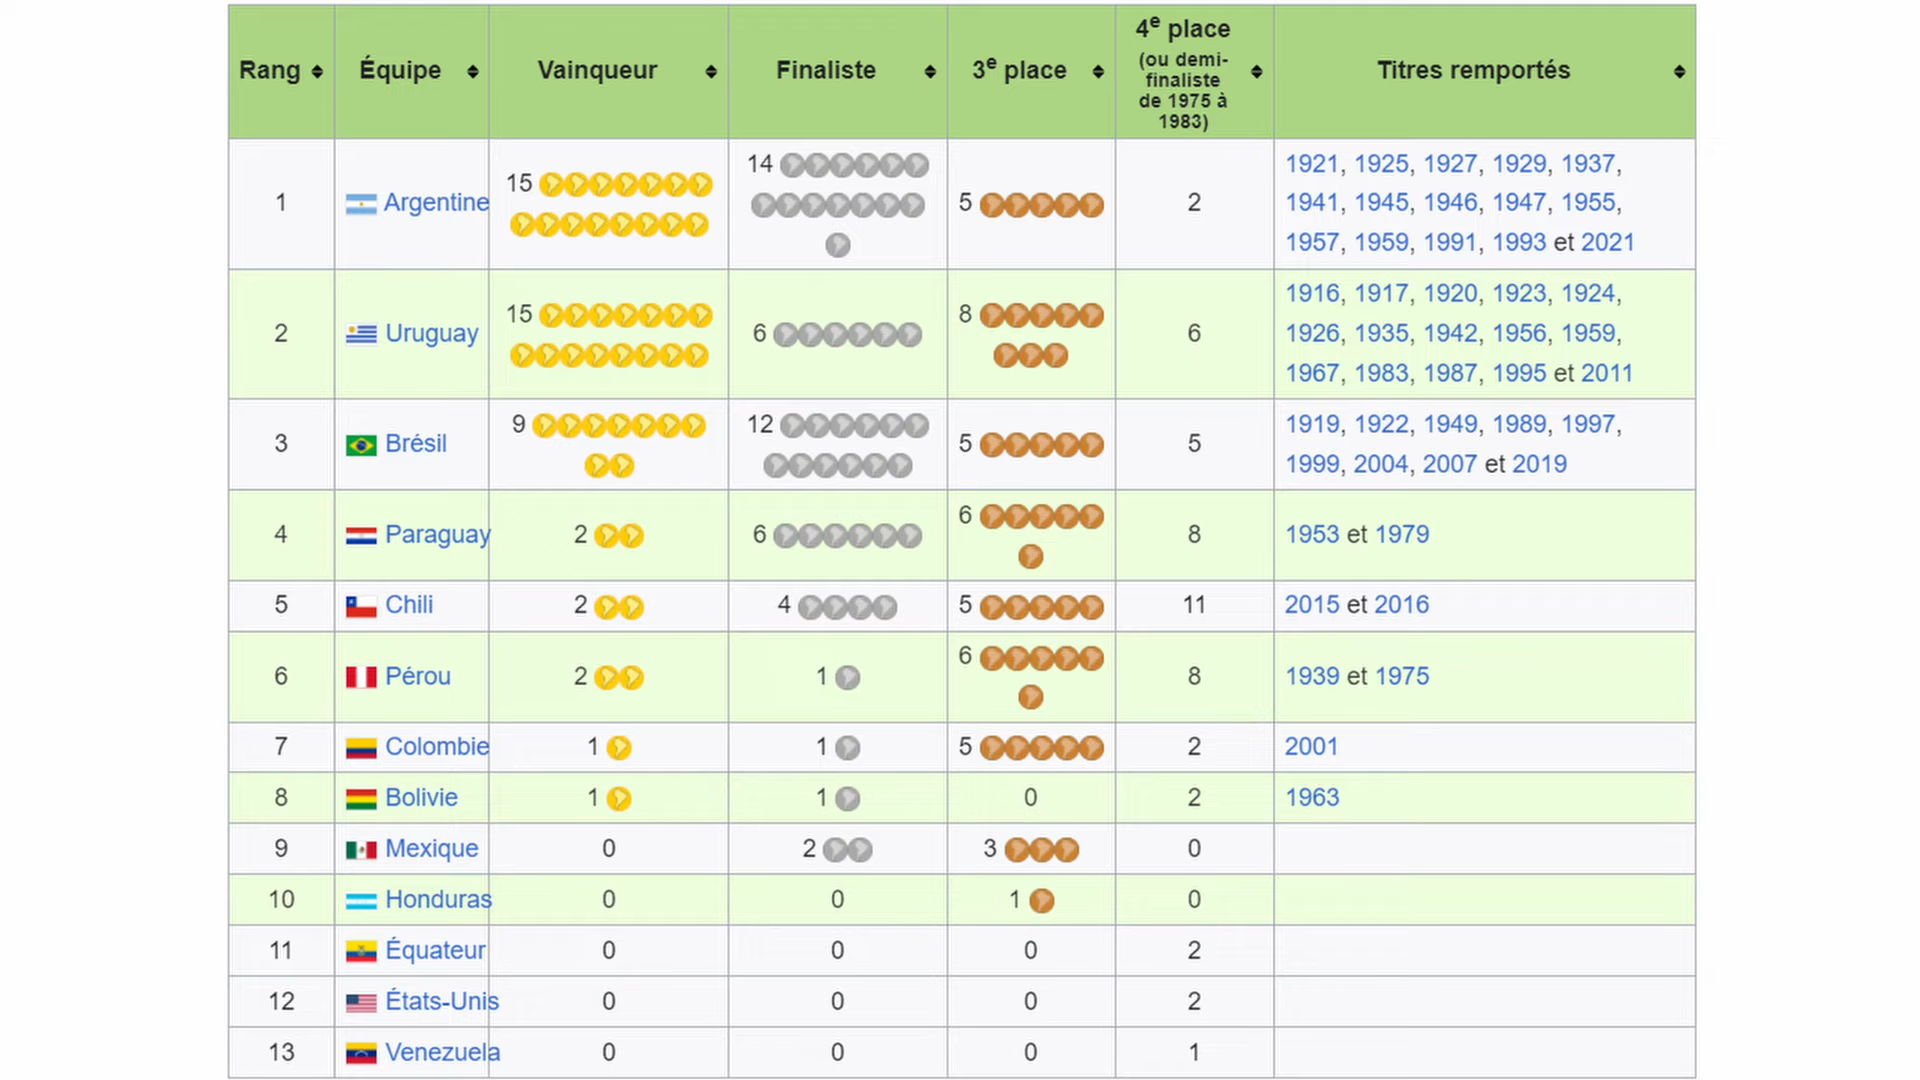 Rang Équipe Vainqueur Finaliste 3e place 4e place (ou demi-finaliste de 1975 à 1983) Titres remportés
1 Argentine 15 14 5 2 1921, 1925, 1927, 1929, 1937,
1941, 1945, 1946, 1947, 1955,
1957, 1959, 1991, 1993 et 2021
2 Uruguay 15 6 8 6 1916, 1917, 1920, 1923, 1924,
1926, 1935, 1942, 1956, 1959,
1967, 1983, 1987, 1995 et 2011
3 Brésil 9 12 5 5 1919, 1922, 1949, 1989, 1997,
1999, 2004, 2007 et 2019
4 Paraguay 2 6 6 8 1953 et 1979
5 Chili 2 4 5 11 2015 et 2016
6 Pérou 2 1 6 8 1939 et 1975
7 Colombie 1 1 5 2 2001
8 Bolivie 1 1 0 2 1963
9 Mexique 0 2 3 0
10 Honduras 0 0 1 0
11 Équateur 0 0 0 2
12 États-Unis 0 0 0 2
13 Venezuela 0 0 0 1